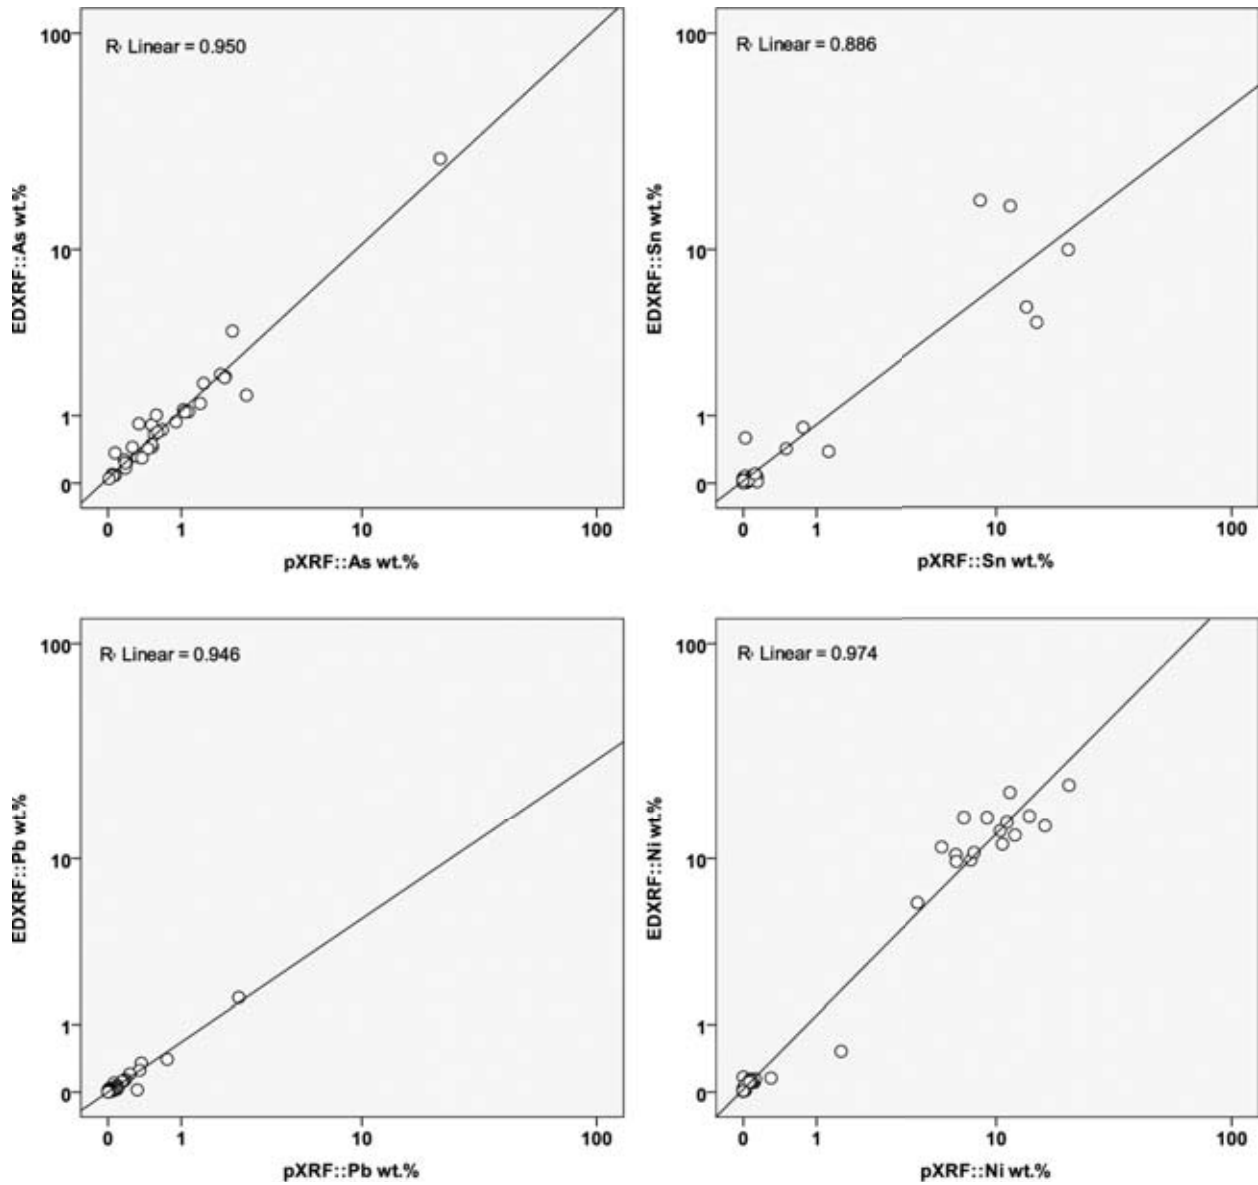 R› Linear = 0.950
100
10
1
0
EDXRF::As wt.%
0 1 10 100
pXRF::As wt.%
R› Linear = 0.886
100
10
1
0
EDXRF::Sn wt.%
0 1 10 100
pXRF::Sn wt.%
R› Linear = 0.946
100
10
1
0
EDXRF::Pb wt.%
0 1 10 100
pXRF::Pb wt.%
R› Linear = 0.974
100
10
1
0
EDXRF::Ni wt.%
0 1 10 100
pXRF::Ni wt.%